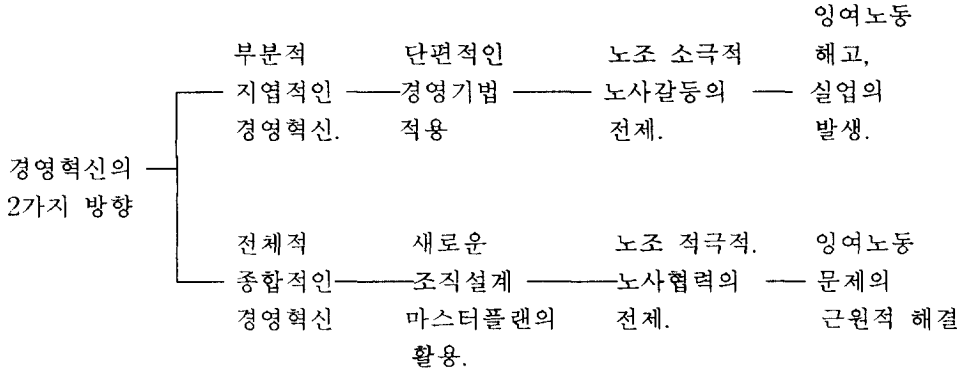 경영혁신의
2가지 방향
부분적
지엽적인
경영혁신.
단편적인
경영기법
적용
노조 소극적
노사갈등의
전제.
잉여노동
해고,
실업의
발생.
전체적
종합적인
경영혁신
새로운
조직설계
마스터플랜의
활용.
노조 적극적.
노사협력의
전제.
잉여노동
문제의
근원적 해결